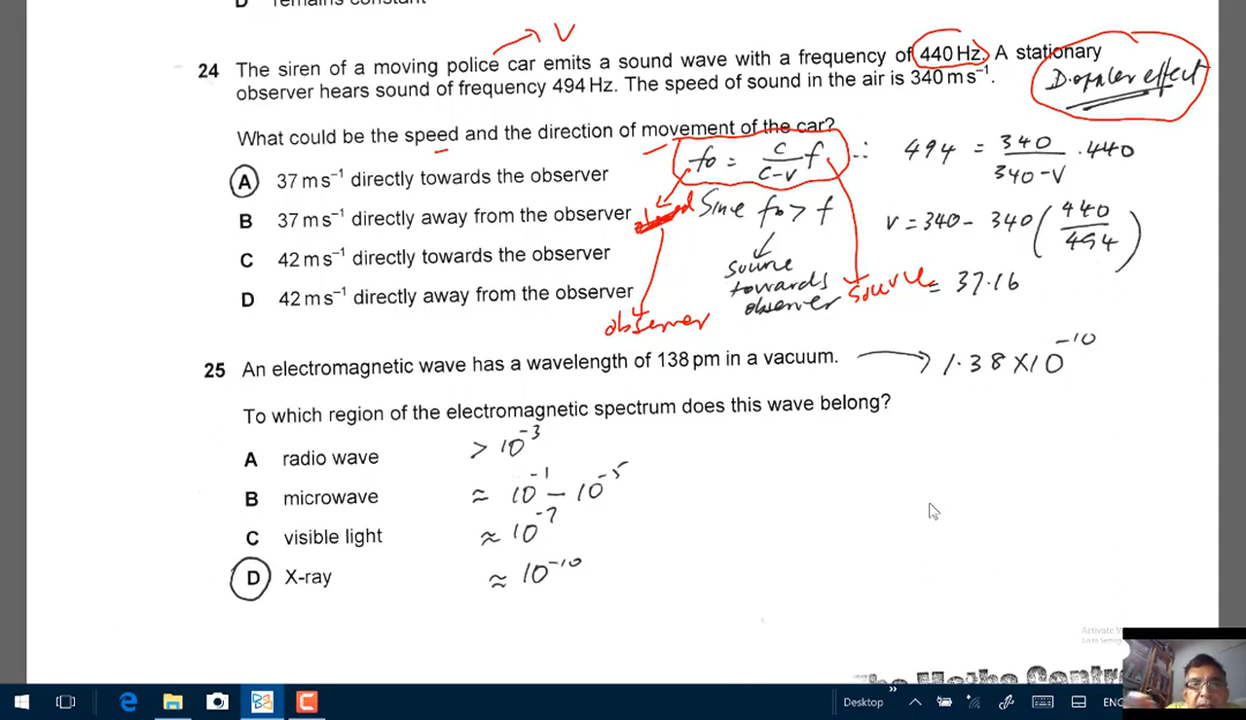 D remains constant
V
24 The siren of a moving police car emits a sound wave with a frequency of 440 Hz. A stationary
observer hears sound of frequency 494 Hz. The speed of sound in the air is 340 m s⁻¹.
Dopaler effect
What could be the speed and the direction of movement of the car?
fo = c/(c-v) f ∴ 494 = 340/(340-V) .440
A 37 m s⁻¹ directly towards the observer
Since fo > f
V = 340 - 340 (440/494)
B 37 m s⁻¹ directly away from the observer
source
towards
observer
C 42 m s⁻¹ directly towards the observer
source
= 37.16
D 42 m s⁻¹ directly away from the observer
observer
25 An electromagnetic wave has a wavelength of 138 pm in a vacuum. → 1.38 X10⁻¹⁰
To which region of the electromagnetic spectrum does this wave belong?
A radio wave > 10⁻³
B microwave ≈ 10⁻¹ - 10⁻⁵
C visible light ≈ 10⁻⁷
D X-ray ≈ 10⁻¹⁰
Activate
Desktop
ENG